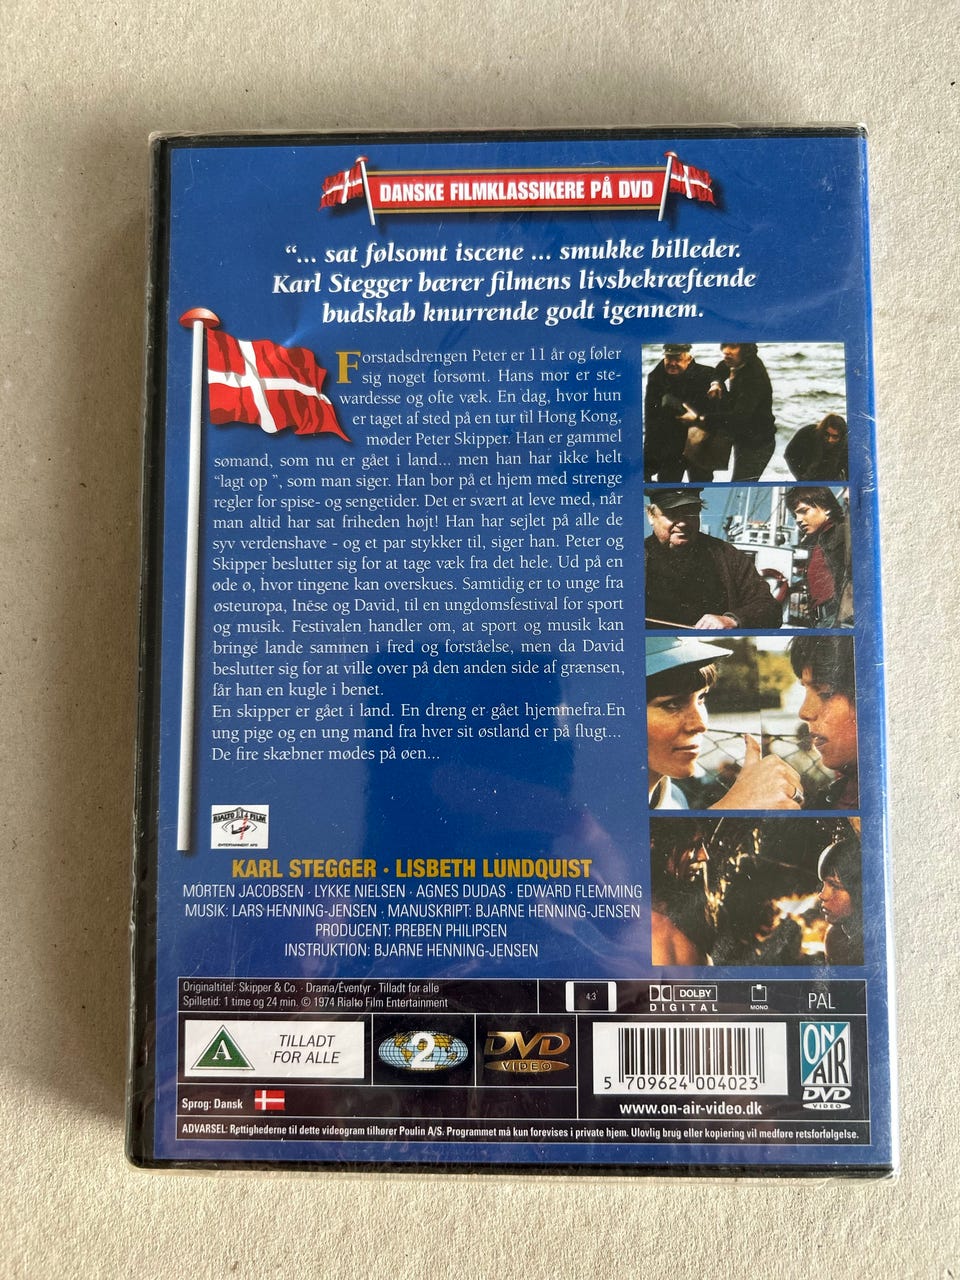 DANSKE FILMKLASSIKERE PÅ DVD
“... sat følsomt iscene ... smukke billeder.
Karl Stegger bærer filmens livsbekræftende
budskab knurrende godt igennem.
Forstadsdrengen Peter er 11 år og føler
sig noget forsømt. Hans mor er ste-
wardesse og ofte væk. En dag, hvor hun
er taget af sted på en tur til Hong Kong,
møder Peter Skipper. Han er gammel
sømand, som nu er gået i land... men han har ikke helt
“lagt op ”, som man siger. Han bor på et hjem med strenge
regler for spise- og sengetider. Det er svært at leve med, når
man altid har sat friheden højt! Han har sejlet på alle de
syv verdenshave - og et par stykker til, siger han. Peter og
Skipper beslutter sig for at tage væk fra det hele. Ud på en
øde ø, hvor tingene kan overskues. Samtidig er to unge fra
østeuropa, Inëse og David, til en ungdomsfestival for sport
og musik. Festivalen handler om, at sport og musik kan
bringe lande sammen i fred og forståelse, men da David
beslutter sig for at ville over på den anden side af grænsen,
får han en kugle i benet.
En skipper er gået i land. En dreng er gået hjemmefra.En
ung pige og en ung mand fra hver sit østland er på flugt...
De fire skæbner mødes på øen...
RIALTO FILM
ENTERTAINMENT APS
KARL STEGGER · LISBETH LUNDQUIST
MORTEN JACOBSEN · LYKKE NIELSEN · AGNES DUDAS · EDWARD FLEMMING
MUSIK: LARS HENNING-JENSEN · MANUSKRIPT: BJARNE HENNING-JENSEN
PRODUCENT: PREBEN PHILIPSEN
INSTRUKTION: BJARNE HENNING-JENSEN
Originaltitel: Skipper & Co. · Drama/Eventyr · Tilladt for alle
Spilletid: 1 time og 24 min. © 1974 Rialto Film Entertainment
4:3
DOLBY
DIGITAL
MONO
PAL
A
TILLADT
FOR ALLE
2
DVD
VIDEO
5 709624 004023
www.on-air-video.dk
ON
AIR
DVD
VIDEO
Sprog: Dansk
ADVARSEL: Rettighederne til dette videogram tilhører Poulin A/S. Programmet må kun forevises i private hjem. Ulovlig brug eller kopiering vil medføre retsforfølgelse.